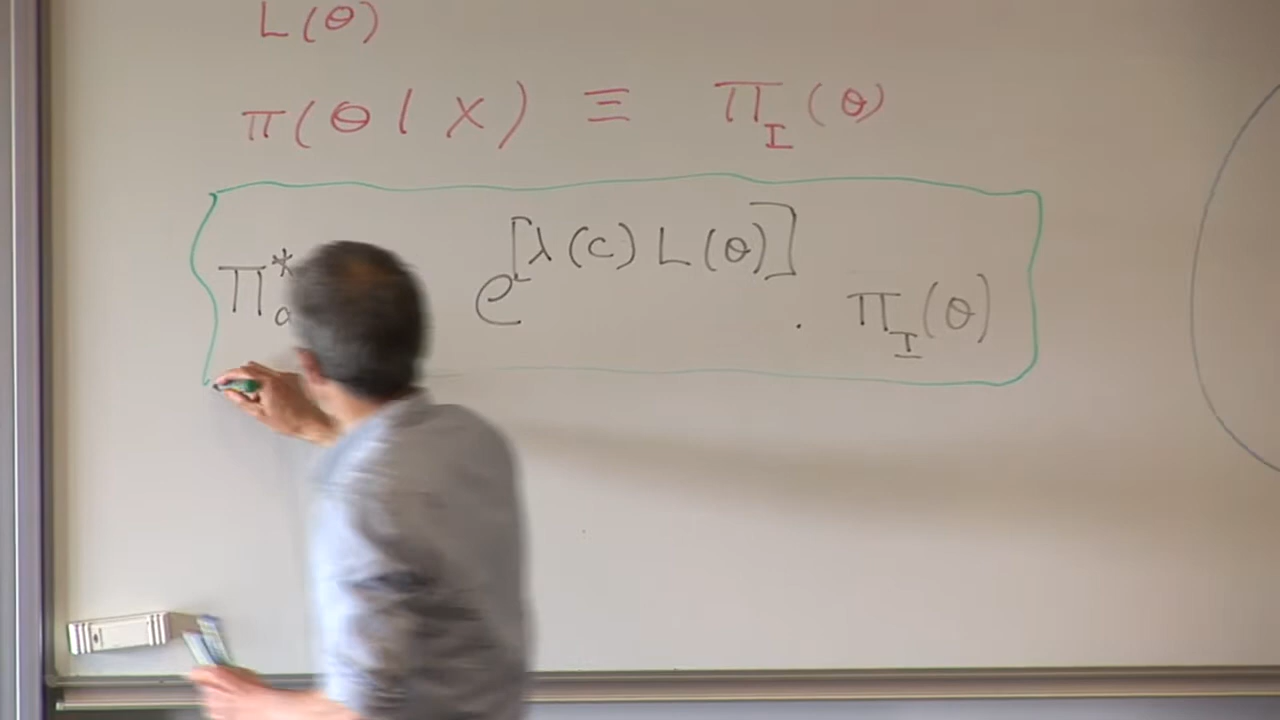 L(θ)
π(θ | x) ≡ π_I(θ)
π* e^[λ(c) L(θ)] . π_I(θ)